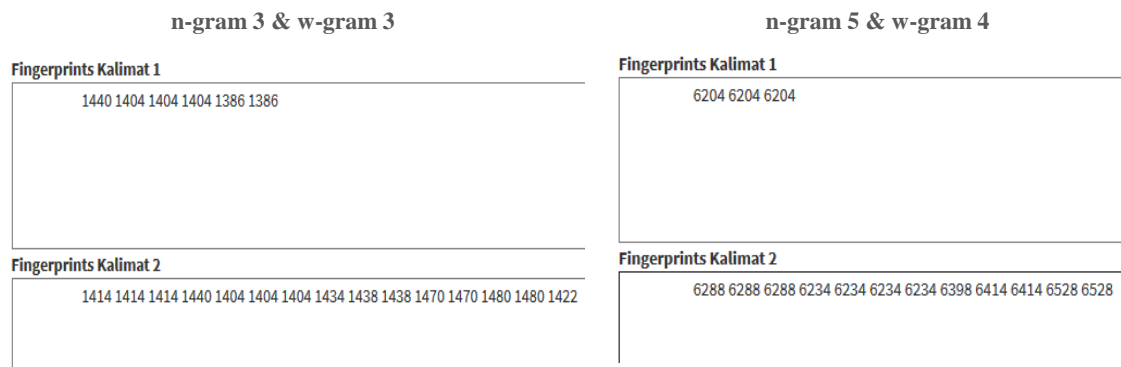 n-gram 3 & w-gram 3
Fingerprints Kalimat 1
1440 1404 1404 1404 1386 1386
Fingerprints Kalimat 2
1414 1414 1414 1440 1404 1404 1404 1434 1438 1438 1470 1470 1480 1480 1422
n-gram 5 & w-gram 4
Fingerprints Kalimat 1
6204 6204 6204
Fingerprints Kalimat 2
6288 6288 6288 6234 6234 6234 6234 6398 6414 6414 6528 6528